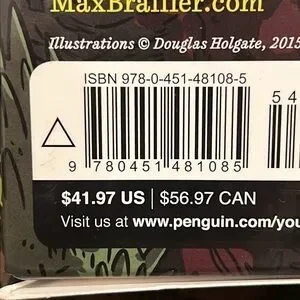 MaxBrallier.com
Illustrations © Douglas Holgate, 2015
ISBN 978-0-451-48108-5
54
9 780451 481085
$41.97 US | $56.97 CAN
Visit us at www.penguin.com/you